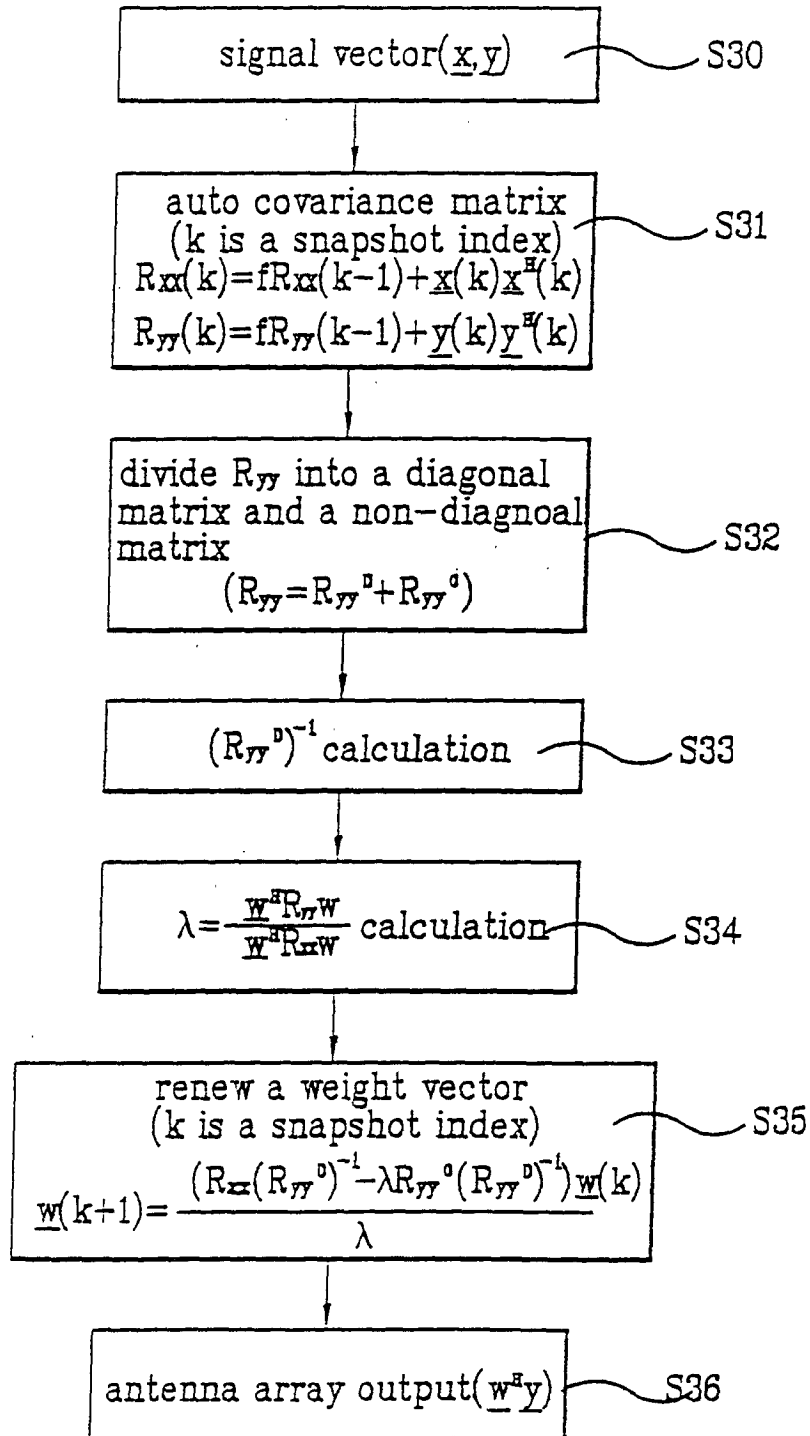 signal vector(x,y)
S30
auto covariance matrix
(k is a snapshot index)
Rxx(k)=fRxx(k-1)+x(k)x^H(k)
Ryy(k)=fRyy(k-1)+y(k)y^H(k)
S31
divide Ryy into a diagonal
matrix and a non-diagnoal
matrix
(Ryy=Ryy^D+Ryy^O)
S32
(Ryy^D)^-1 calculation
S33
λ=w^H Ryy w / w^H Rxx w calculation
S34
renew a weight vector
(k is a snapshot index)
w(k+1)=(Rxx(Ryy^D)^-1-λRyy^O(Ryy^D)^-1)w(k) / λ
S35
antenna array output(w^H y)
S36